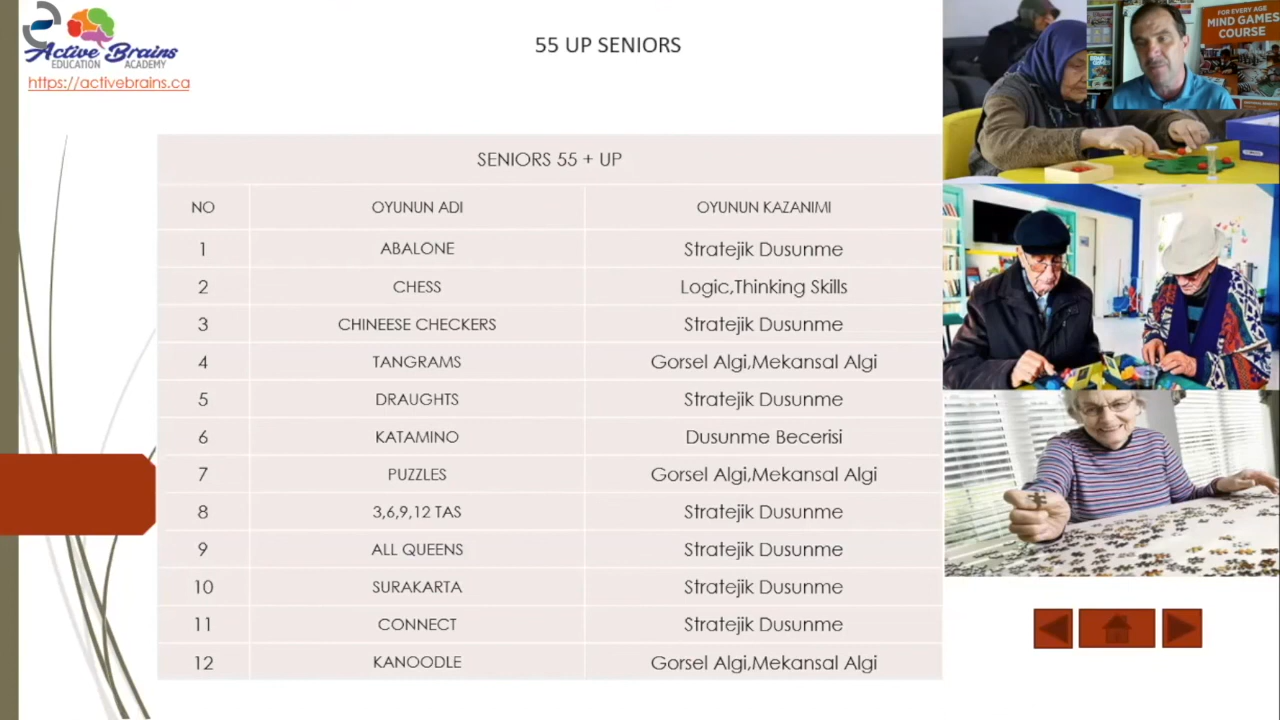 Active Brains
EDUCATION ACADEMY
https://activebrains.ca
55 UP SENIORS
FOR EVERY AGE
MIND GAMES
COURSE
SENIORS 55 + UP
NO OYUNUN ADI OYUNUN KAZANIMI
1 ABALONE Stratejik Dusunme
2 CHESS Logic,Thinking Skills
3 CHINEESE CHECKERS Stratejik Dusunme
4 TANGRAMS Gorsel Algi,Mekansal Algi
5 DRAUGHTS Stratejik Dusunme
6 KATAMINO Dusunme Becerisi
7 PUZZLES Gorsel Algi,Mekansal Algi
8 3,6,9,12 TAS Stratejik Dusunme
9 ALL QUEENS Stratejik Dusunme
10 SURAKARTA Stratejik Dusunme
11 CONNECT Stratejik Dusunme
12 KANOODLE Gorsel Algi,Mekansal Algi